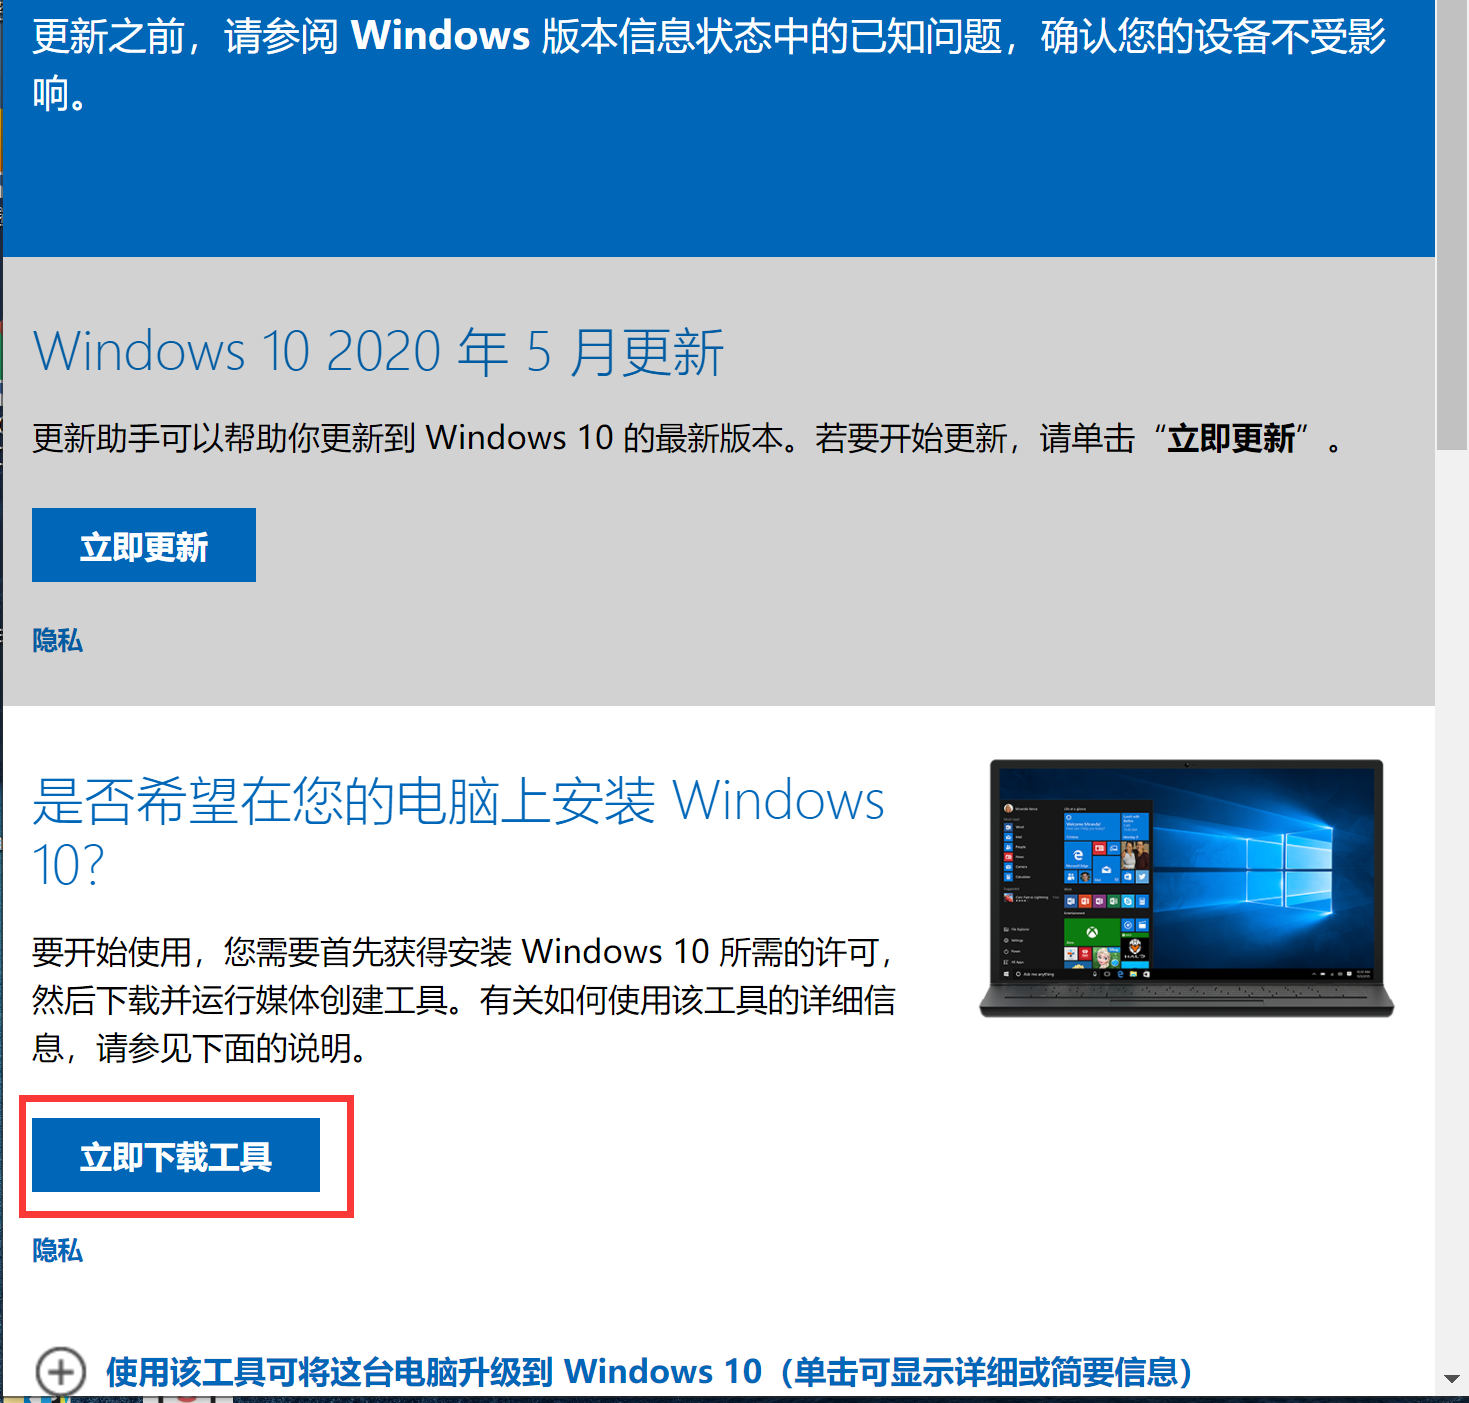 更新之前，请参阅 Windows 版本信息状态中的已知问题，确认您的设备不受影
响。
Windows 10 2020 年 5 月更新
更新助手可以帮助你更新到 Windows 10 的最新版本。若要开始更新，请单击“立即更新”。
立即更新
隐私
是否希望在您的电脑上安装 Windows
10?
要开始使用，您需要首先获得安装 Windows 10 所需的许可，
然后下载并运行媒体创建工具。有关如何使用该工具的详细信
息，请参见下面的说明。
立即下载工具
隐私
使用该工具可将这台电脑升级到 Windows 10（单击可显示详细或简要信息）